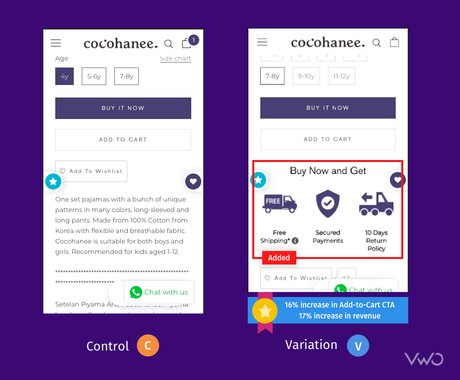 cocohanee.
1
Age:
Size chart
4y
5-6y
7-8y
BUY IT NOW
ADD TO CART
Add To Wishlist
One set pajamas with a bunch of unique
patterns in many colors, long-sleeved and
long pants. Made from 100% Cotton from
Korea with flexible and breathable fabric.
Cocohanee is suitable for both boys and
girls. Recommended for kids aged 1-12.
Chat with us
Setelan Piyama Anak
Control
C
cocohanee.
7-8y
9-10y
11-12y
BUY IT NOW
ADD TO CART
Buy Now and Get
FREE
Free
Shipping*
Secured
Payments
10 Days
Return
Policy
Added
Add To Wishlist
Chat with us
16% increase in Add-to-Cart CTA
17% increase in revenue
Variation
V
VWO